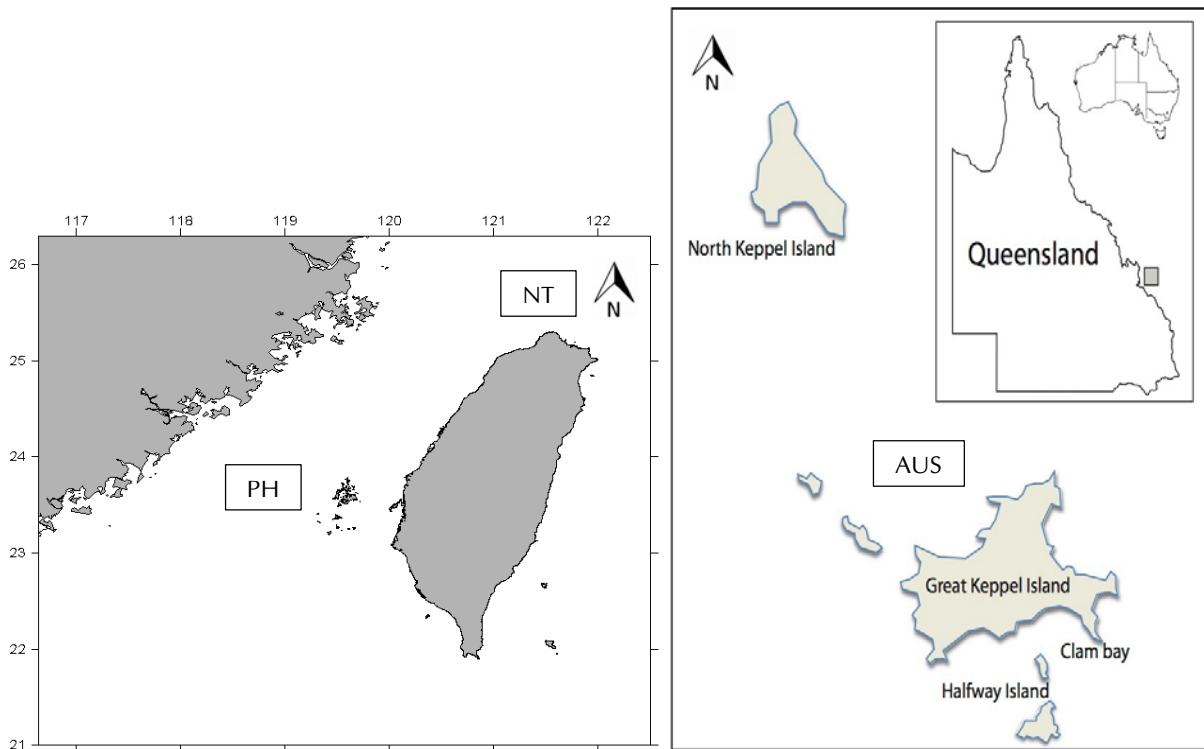 117 118 119 120 121 122
26
25
24
23
22
21
NT
N
PH
N
North Keppel Island
Queensland
AUS
Great Keppel Island
Clam bay
Halfway Island